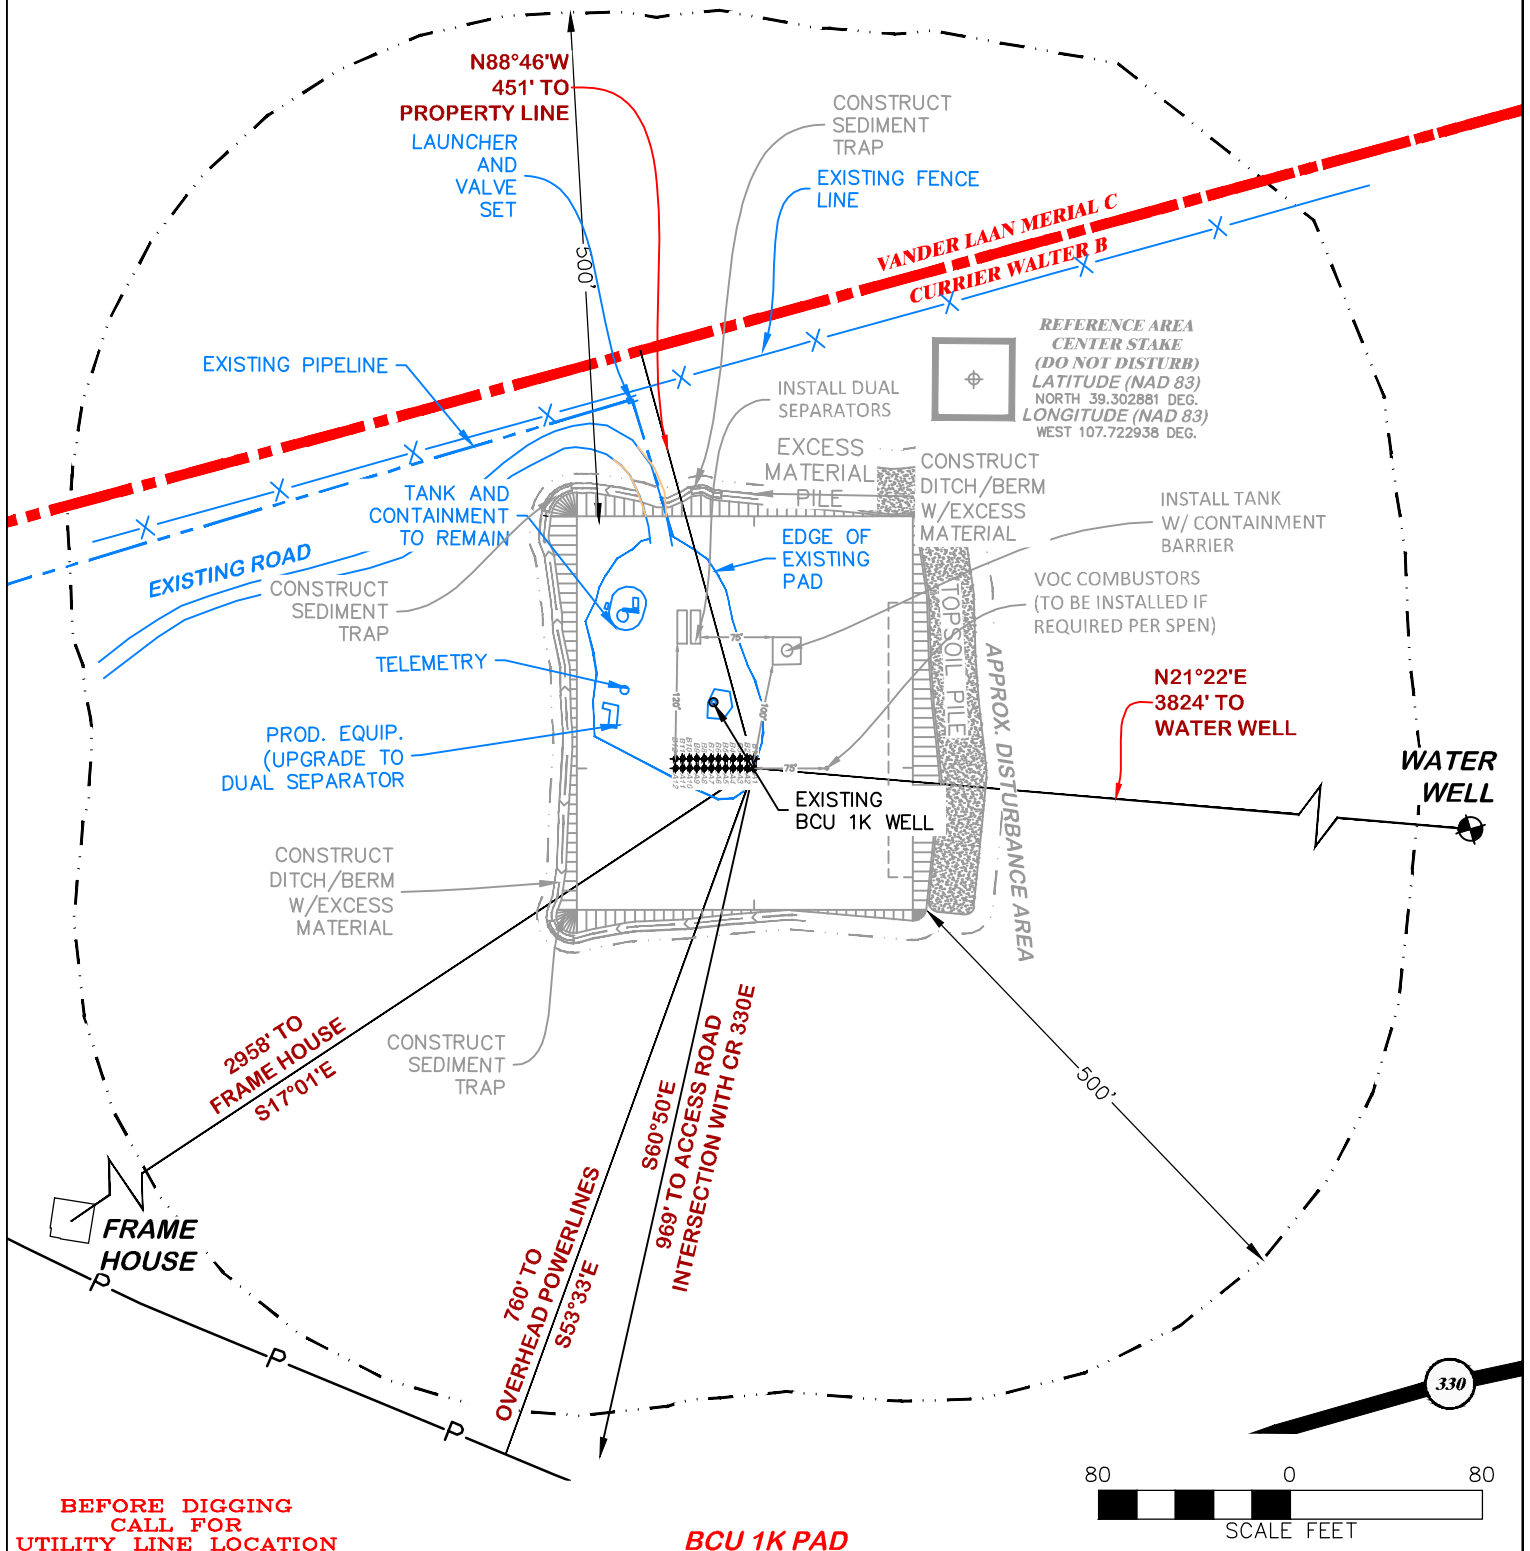 N88°46'W
451' TO
PROPERTY LINE
LAUNCHER
AND
VALVE
SET
CONSTRUCT
SEDIMENT
TRAP
EXISTING FENCE
LINE
VANDER LAAN MERIAL C
CURRIER WALTER B
500'
EXISTING PIPELINE
REFERENCE AREA
CENTER STAKE
(DO NOT DISTURB)
LATITUDE (NAD 83)
NORTH 39.302881 DEG.
LONGITUDE (NAD 83)
WEST 107.722938 DEG.
INSTALL DUAL
SEPARATORS
EXCESS
MATERIAL
PILE
CONSTRUCT
DITCH/BERM
W/EXCESS
MATERIAL
INSTALL TANK
W/ CONTAINMENT
BARRIER
TANK AND
CONTAINMENT
TO REMAIN
EDGE OF
EXISTING
PAD
EXISTING ROAD
CONSTRUCT
SEDIMENT
TRAP
VOC COMBUSTORS
(TO BE INSTALLED IF
REQUIRED PER SPEN)
TOPSOIL PILE
APPROX. DISTURBANCE AREA
75'
120'
100'
75'
TELEMETRY
PROD. EQUIP.
(UPGRADE TO
DUAL SEPARATOR
N21°22'E
3824' TO
WATER WELL
WATER
WELL
EXISTING
BCU 1K WELL
CONSTRUCT
DITCH/BERM
W/EXCESS
MATERIAL
2958' TO
FRAME HOUSE
S17°01'E
CONSTRUCT
SEDIMENT
TRAP
500'
S60°50'E
969' TO ACCESS ROAD
INTERSECTION WITH CR 330E
760' TO
OVERHEAD POWERLINES
S53°33'E
FRAME
HOUSE
P
P
P
330
80 0 80
SCALE FEET
BEFORE DIGGING
CALL FOR
UTILITY LINE LOCATION
BCU 1K PAD